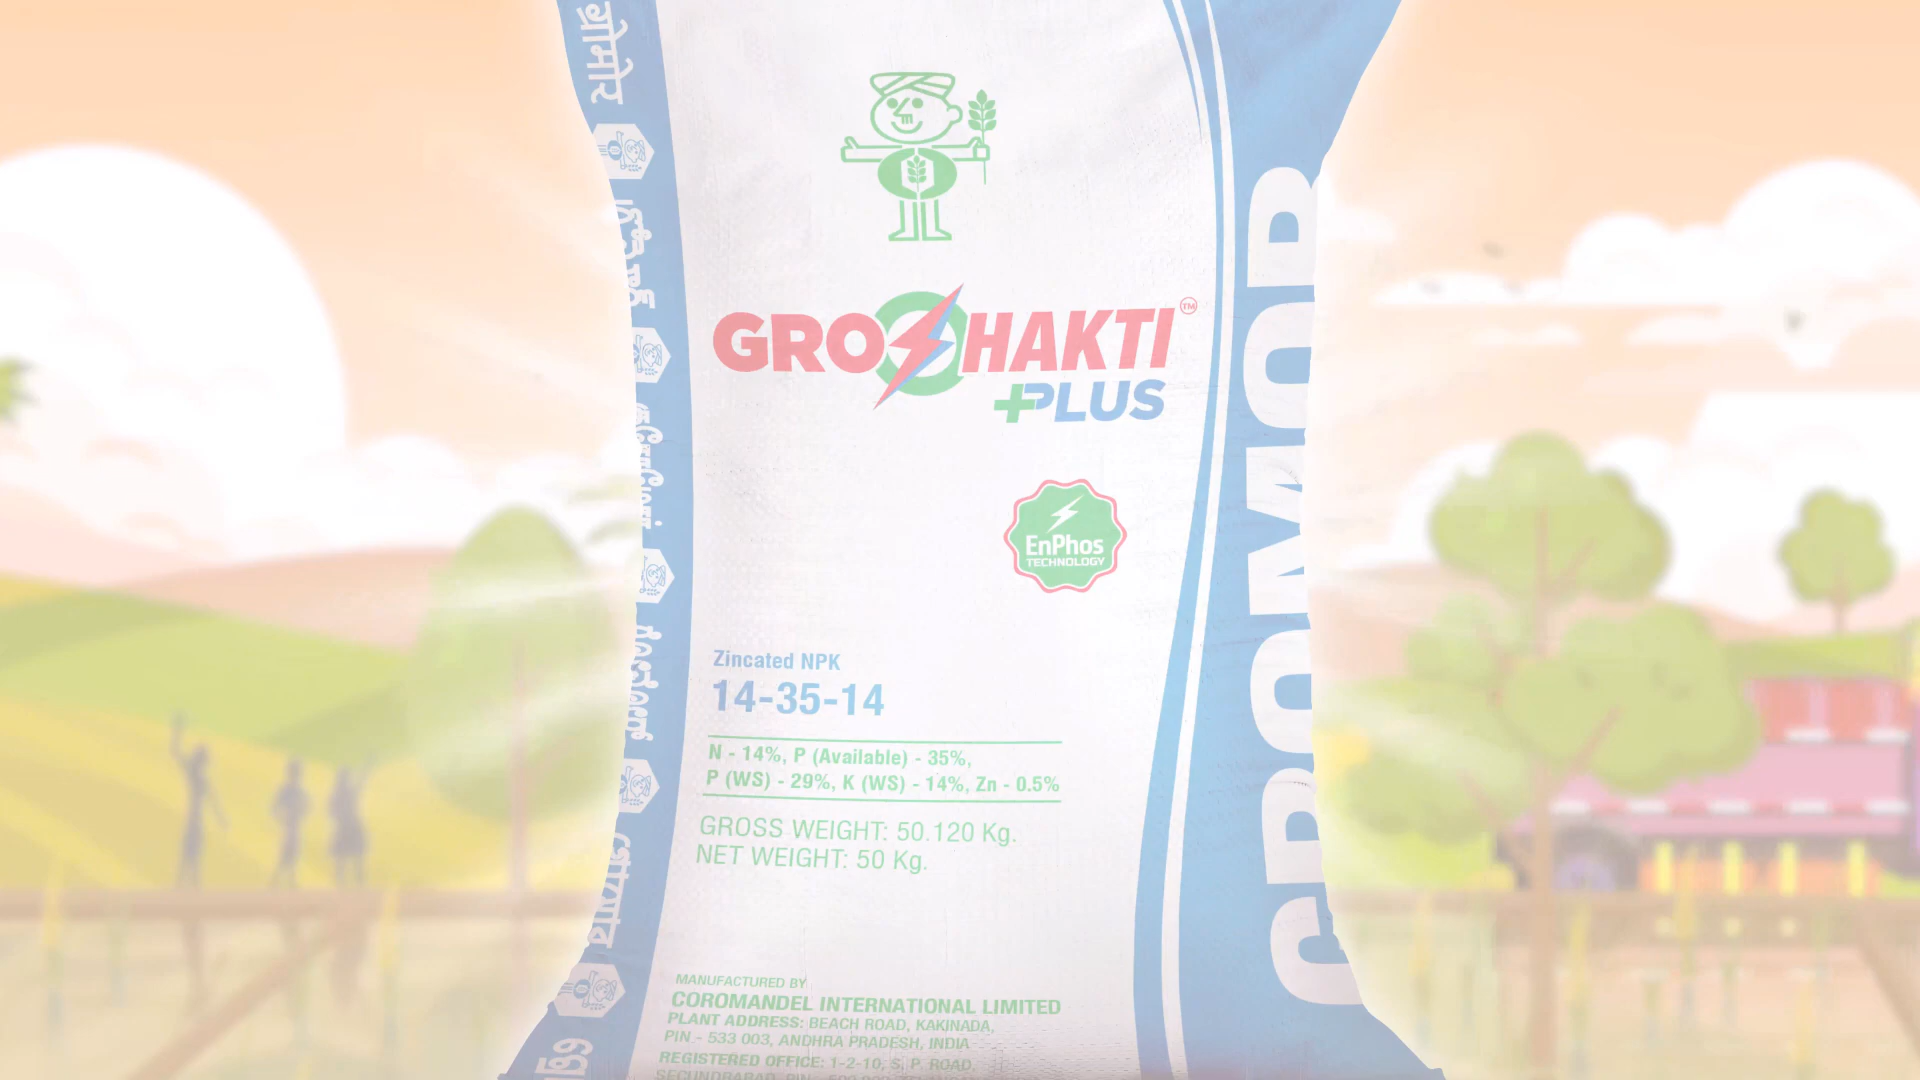 ग्रोमोर
GROSHAKTI™
PLUS
EnPhos
TECHNOLOGY
Zincated NPK
14-35-14
N - 14%, P (Available) - 35%,
P (WS) - 29%, K (WS) - 14%, Zn - 0.5%
GROSS WEIGHT: 50.120 Kg.
NET WEIGHT: 50 Kg.
MANUFACTURED BY
COROMANDEL INTERNATIONAL LIMITED
PLANT ADDRESS: BEACH ROAD, KAKINADA,
PIN - 533 003, ANDHRA PRADESH, INDIA
REGISTERED OFFICE: 1-2-10, S. P. ROAD,
GROMOR